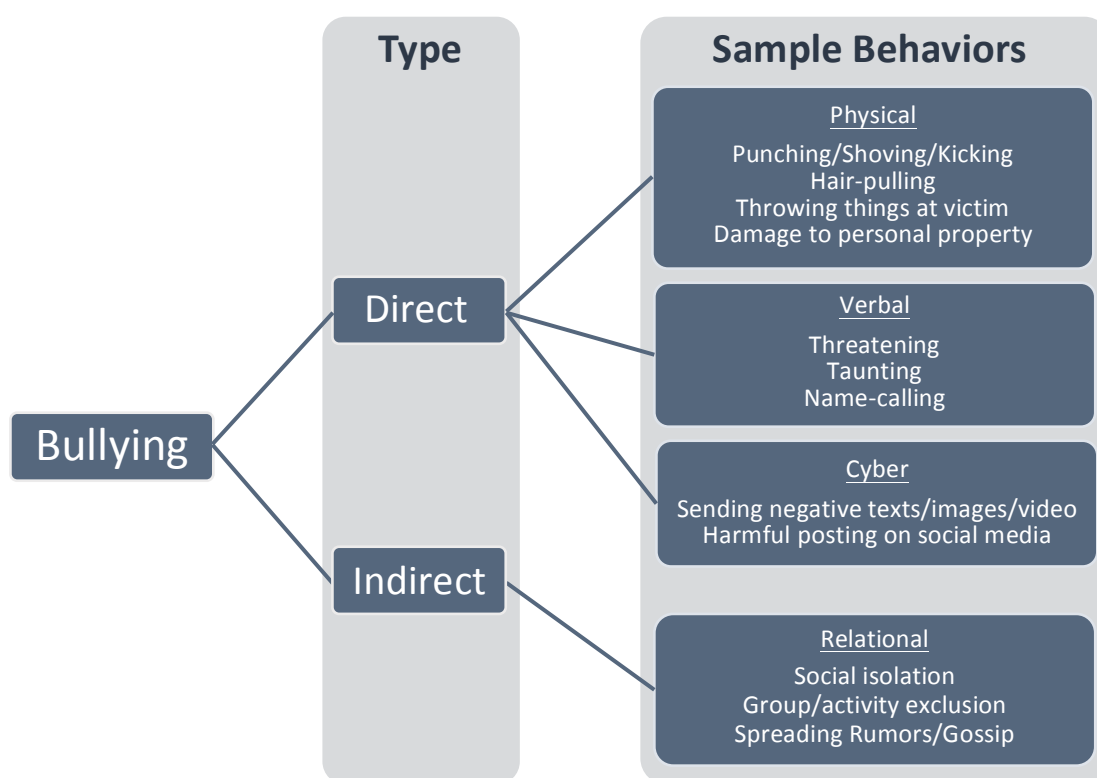 Type
Sample Behaviors
Bullying
Direct
Indirect
Physical
Punching/Shoving/Kicking
Hair-pulling
Throwing things at victim
Damage to personal property
Verbal
Threatening
Taunting
Name-calling
Cyber
Sending negative texts/images/video
Harmful posting on social media
Relational
Social isolation
Group/activity exclusion
Spreading Rumors/Gossip